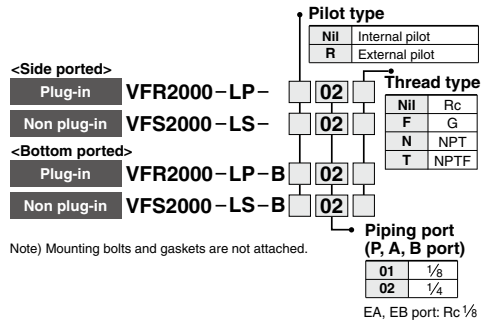 Pilot type
Nil Internal pilot
R External pilot
<Side ported>
Plug-in VFR2000–LP– 02
Non plug-in VFS2000–LS– 02
Thread type
Nil Rc
F G
N NPT
T NPTF
<Bottom ported>
Plug-in VFR2000–LP–B 02
Non plug-in VFS2000–LS–B 02
Note) Mounting bolts and gaskets are not attached.
Piping port
(P, A, B port)
01 1⁄8
02 1⁄4
EA, EB port: Rc 1⁄8